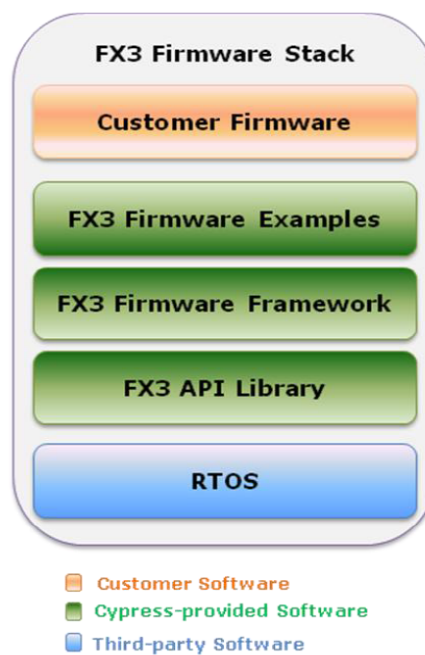 FX3 Firmware Stack
Customer Firmware
FX3 Firmware Examples
FX3 Firmware Framework
FX3 API Library
RTOS
Customer Software
Cypress-provided Software
Third-party Software